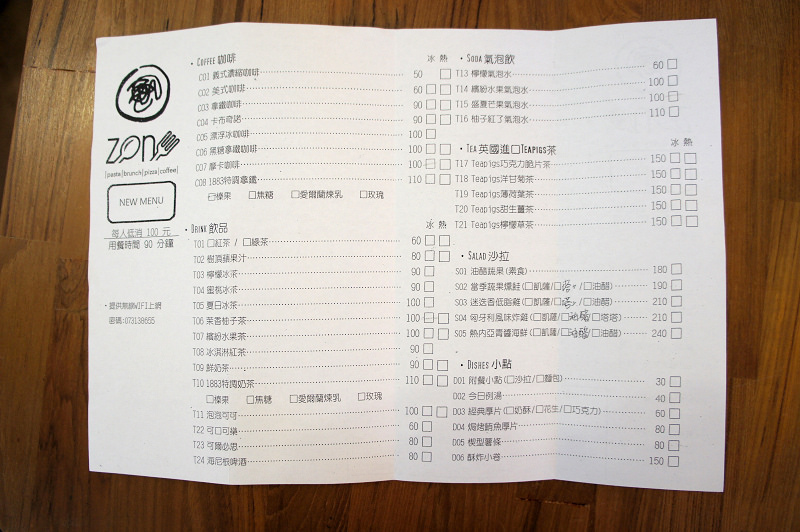 ZON
|pasta|brunch|pizza|coffee|
NEW MENU
每人低消 100 元
用餐時間 90 分鐘
•提供無線WIFI上網
密碼:073138655
•COFFEE 咖啡 冰 熱
C01 義式濃縮咖啡 50
C02 美式咖啡 60
C03 拿鐵咖啡 90
C04 卡布奇諾 90
C05 漂浮冰咖啡 100
C06 黑糖拿鐵咖啡 100
C07 摩卡咖啡 100
C08 1883特調拿鐵 110
□榛果 □焦糖 □愛爾蘭煉乳 □玫瑰
•DRINK 飲品 冰 熱
T01 □紅茶 / □綠茶 60
T02 樹頂蘋果汁 80
T03 檸檬冰茶 90
T04 蜜桃冰茶 90
T05 夏日冰茶 90
T06 茉香柚子茶 100
T07 繽紛水果茶 100
T08 冰淇淋紅茶 90
T09 鮮奶茶 90
T10 1883特調奶茶 110
□榛果 □焦糖 □愛爾蘭煉乳 □玫瑰
T11 泡泡可可 100
T22 可口可樂 60
T23 可爾必思 80
T24 海尼根啤酒 80
•SODA 氣泡飲
T13 檸檬氣泡水 60
T14 繽紛水果氣泡水 100
T15 盛夏芒果氣泡水 100
T16 柚子紅了氣泡水 110
•TEA 英國進□TEAPIGS茶 冰 熱
T17 Teapigs巧克力脆片茶 150
T18 Teapigs洋甘菊茶 150
T19 Teapigs薄荷葉茶 150
T20 Teapigs甜生薑茶 150
T21 Teapigs檸檬草茶 150
•SALAD 沙拉
S01 油醋蔬果(素食) 180
S02 當季蔬果燻鮭(□凱薩/□ /□油醋) 190
S03 迷迭香低脂雞(□凱薩/□ /□油醋) 210
S04 匈牙利風味炸雞(□凱薩/□油醋/□塔塔) 210
S05 熱內亞青醬海鮮(□凱薩/□油醋) 240
•DISHES 小點
D01 附餐小點(□沙拉/□麵包) 30
D02 今日例湯 40
D03 經典厚片(□奶酥/□花生/□巧克力) 60
D04 焗烤鮪魚厚片 80
D05 楔型薯條 80
D06 酥炸小卷 150